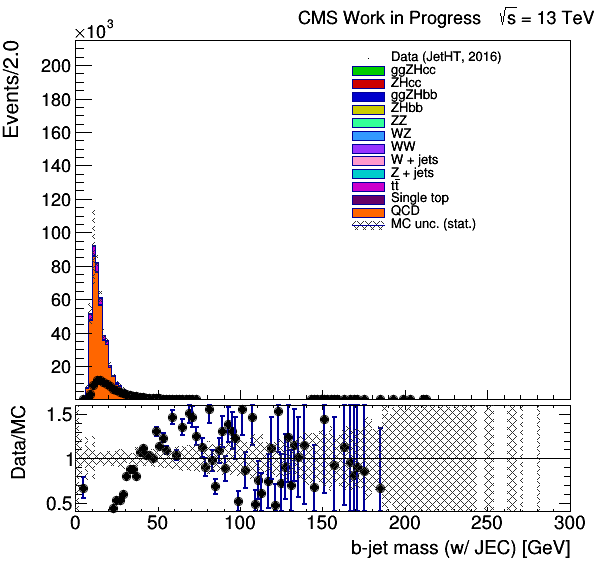 CMS Work in Progress √s = 13 TeV
×10³
Events/2.0
200
180
160
140
120
100
80
60
40
20
Data (JetHT, 2016)
ggZHcc
ZHcc
ggZHbb
ZHbb
ZZ
WZ
WW
W + jets
Z + jets
tt̄
Single top
QCD
MC unc. (stat.)
Data/MC
1.5
1
0.5
0 50 100 150 200 250 300
b-jet mass (w/ JEC) [GeV]